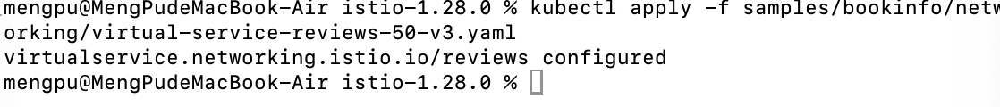 mengpu@MengPudeMacBook-Air istio-1.28.0 % kubectl apply -f samples/bookinfo/netw
orking/virtual-service-reviews-50-v3.yaml
virtualservice.networking.istio.io/reviews configured
mengpu@MengPudeMacBook-Air istio-1.28.0 %